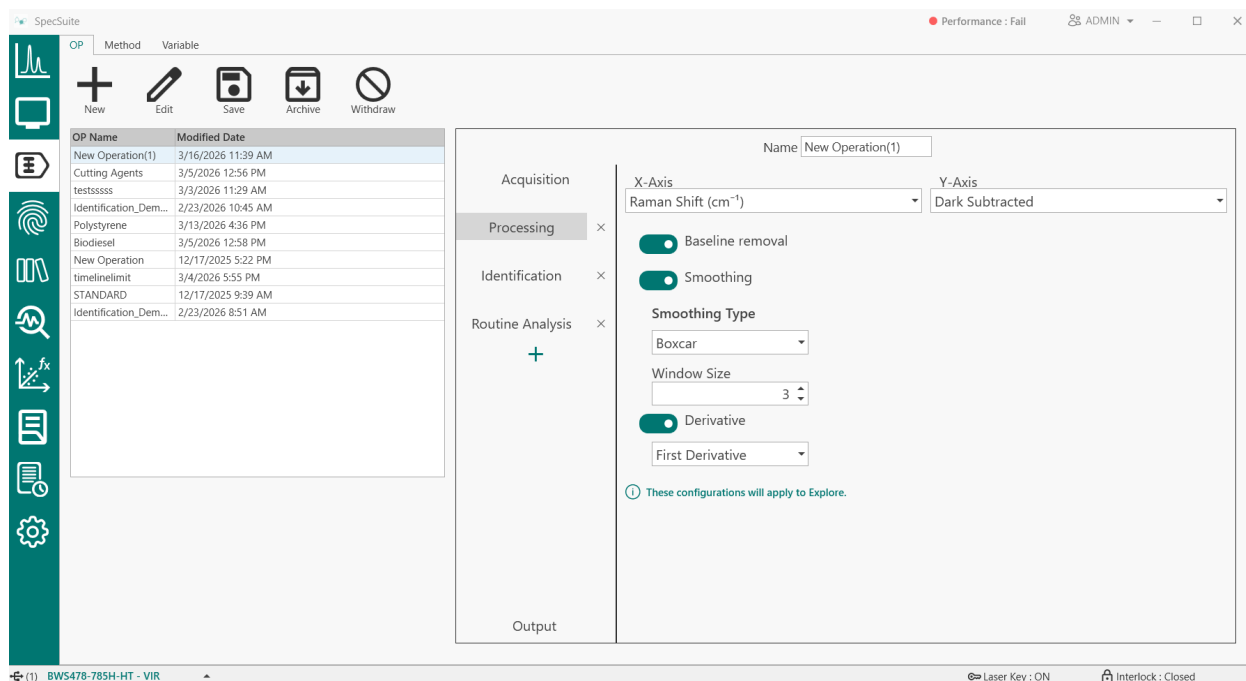 SpecSuite
Performance : Fail
ADMIN
OP Method Variable
New Edit Save Archive Withdraw
OP Name Modified Date
New Operation(1) 3/16/2026 11:39 AM
Cutting Agents 3/5/2026 12:56 PM
testsssss 3/3/2026 11:29 AM
Identification_Dem... 2/23/2026 10:45 AM
Polystyrene 3/13/2026 4:36 PM
Biodiesel 3/5/2026 12:58 PM
New Operation 12/17/2025 5:22 PM
timelinelimit 3/4/2026 5:55 PM
STANDARD 12/17/2025 9:39 AM
Identification_Dem... 2/23/2026 8:51 AM
Name New Operation(1)
Acquisition
Processing
Identification
Routine Analysis
Output
X-Axis
Raman Shift (cm⁻¹)
Y-Axis
Dark Subtracted
Baseline removal
Smoothing
Smoothing Type
Boxcar
Window Size
3
Derivative
First Derivative
These configurations will apply to Explore.
(1) BWS478-785H-HT - VIR
Laser Key : ON
Interlock : Closed